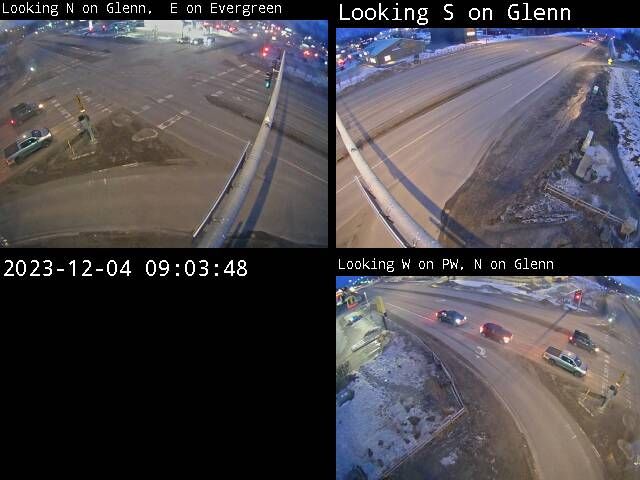 Looking N on Glenn,  E on Evergreen
Looking S on Glenn
2023-12-04 09:03:48
Looking W on PW, N on Glenn